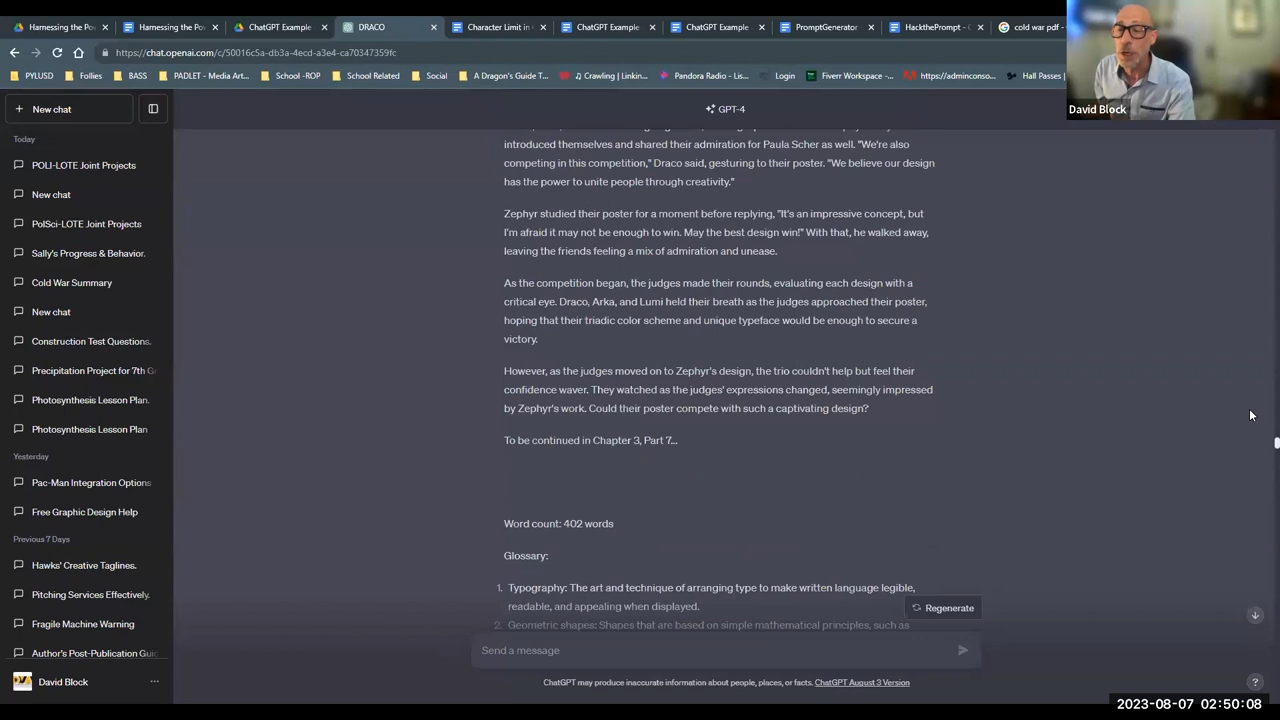 Harnessing the Pow
Harnessing the Pow
ChatGPT Example
DRACO
Character Limit in
ChatGPT Example
ChatGPT Example
PromptGenerator
HackthePrompt - G
cold war pdf
https://chat.openai.com/c/50016c5a-db3a-4ecd-a3e4-ca70347359fc
PYLUSD
Follies
BASS
PADLET - Media Art...
School -ROP
School Related
Social
A Dragon's Guide T...
Crawling | Linkin...
Pandora Radio - Lis...
Login
Fiverr Workspace -...
https://adminconso...
Hall Passes |
David Block
New chat
GPT-4
Today
POLI-LOTE Joint Projects
New chat
PolSci-LOTE Joint Projects
Sally's Progress & Behavior.
Cold War Summary
New chat
Construction Test Questions.
Precipitation Project for 7th Gr
Photosynthesis Lesson Plan.
Photosynthesis Lesson Plan
Yesterday
Pac-Man Integration Options
Free Graphic Design Help
Previous 7 Days
Hawks' Creative Taglines.
Pitching Services Effectively.
Fragile Machine Warning
Author's Post-Publication Guid
David Block
introduced themselves and shared their admiration for Paula Scher as well. "We're also
competing in this competition," Draco said, gesturing to their poster. "We believe our design
has the power to unite people through creativity."
Zephyr studied their poster for a moment before replying, "It's an impressive concept, but
I'm afraid it may not be enough to win. May the best design win!" With that, he walked away,
leaving the friends feeling a mix of admiration and unease.
As the competition began, the judges made their rounds, evaluating each design with a
critical eye. Draco, Arka, and Lumi held their breath as the judges approached their poster,
hoping that their triadic color scheme and unique typeface would be enough to secure a
victory.
However, as the judges moved on to Zephyr's design, the trio couldn't help but feel their
confidence waver. They watched as the judges' expressions changed, seemingly impressed
by Zephyr's work. Could their poster compete with such a captivating design?
To be continued in Chapter 3, Part 7...
Word count: 402 words
Glossary:
1. Typography: The art and technique of arranging type to make written language legible,
readable, and appealing when displayed.
2. Geometric shapes: Shapes that are based on simple mathematical principles, such as
Regenerate
Send a message
ChatGPT may produce inaccurate information about people, places, or facts. ChatGPT August 3 Version
?
2023-08-07 02:50:08